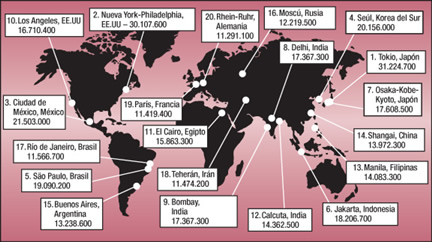 10. Los Angeles, EE.UU
16.710.400
2. Nueva York-Philadelphia,
EE.UU – 30.107.600
20. Rhein-Ruhr,
Alemania
11.291.100
16. Moscú, Rusia
12.219.500
4. Seúl, Korea del Sur
20.156.000
8. Delhi, India
17.367.300
1. Tokio, Japón
31.224.700
7. Osaka-Kobe-
Kyoto, Japón
17.608.500
3. Ciudad de
México, México
21.503.000
19. París, Francia
11.419.400
11. El Cairo, Egipto
15.863.300
14. Shangai, China
13.972.300
17. Río de Janeiro, Brasil
11.566.700
5. São Paulo, Brasil
19.090.200
18. Teherán, Irán
11.474.200
13. Manila, Filipinas
14.083.300
15. Buenos Aires,
Argentina
13.238.600
9. Bombay,
India
17.367.300
12. Calcuta, India
14.362.500
6. Jakarta, Indonesia
18.206.700